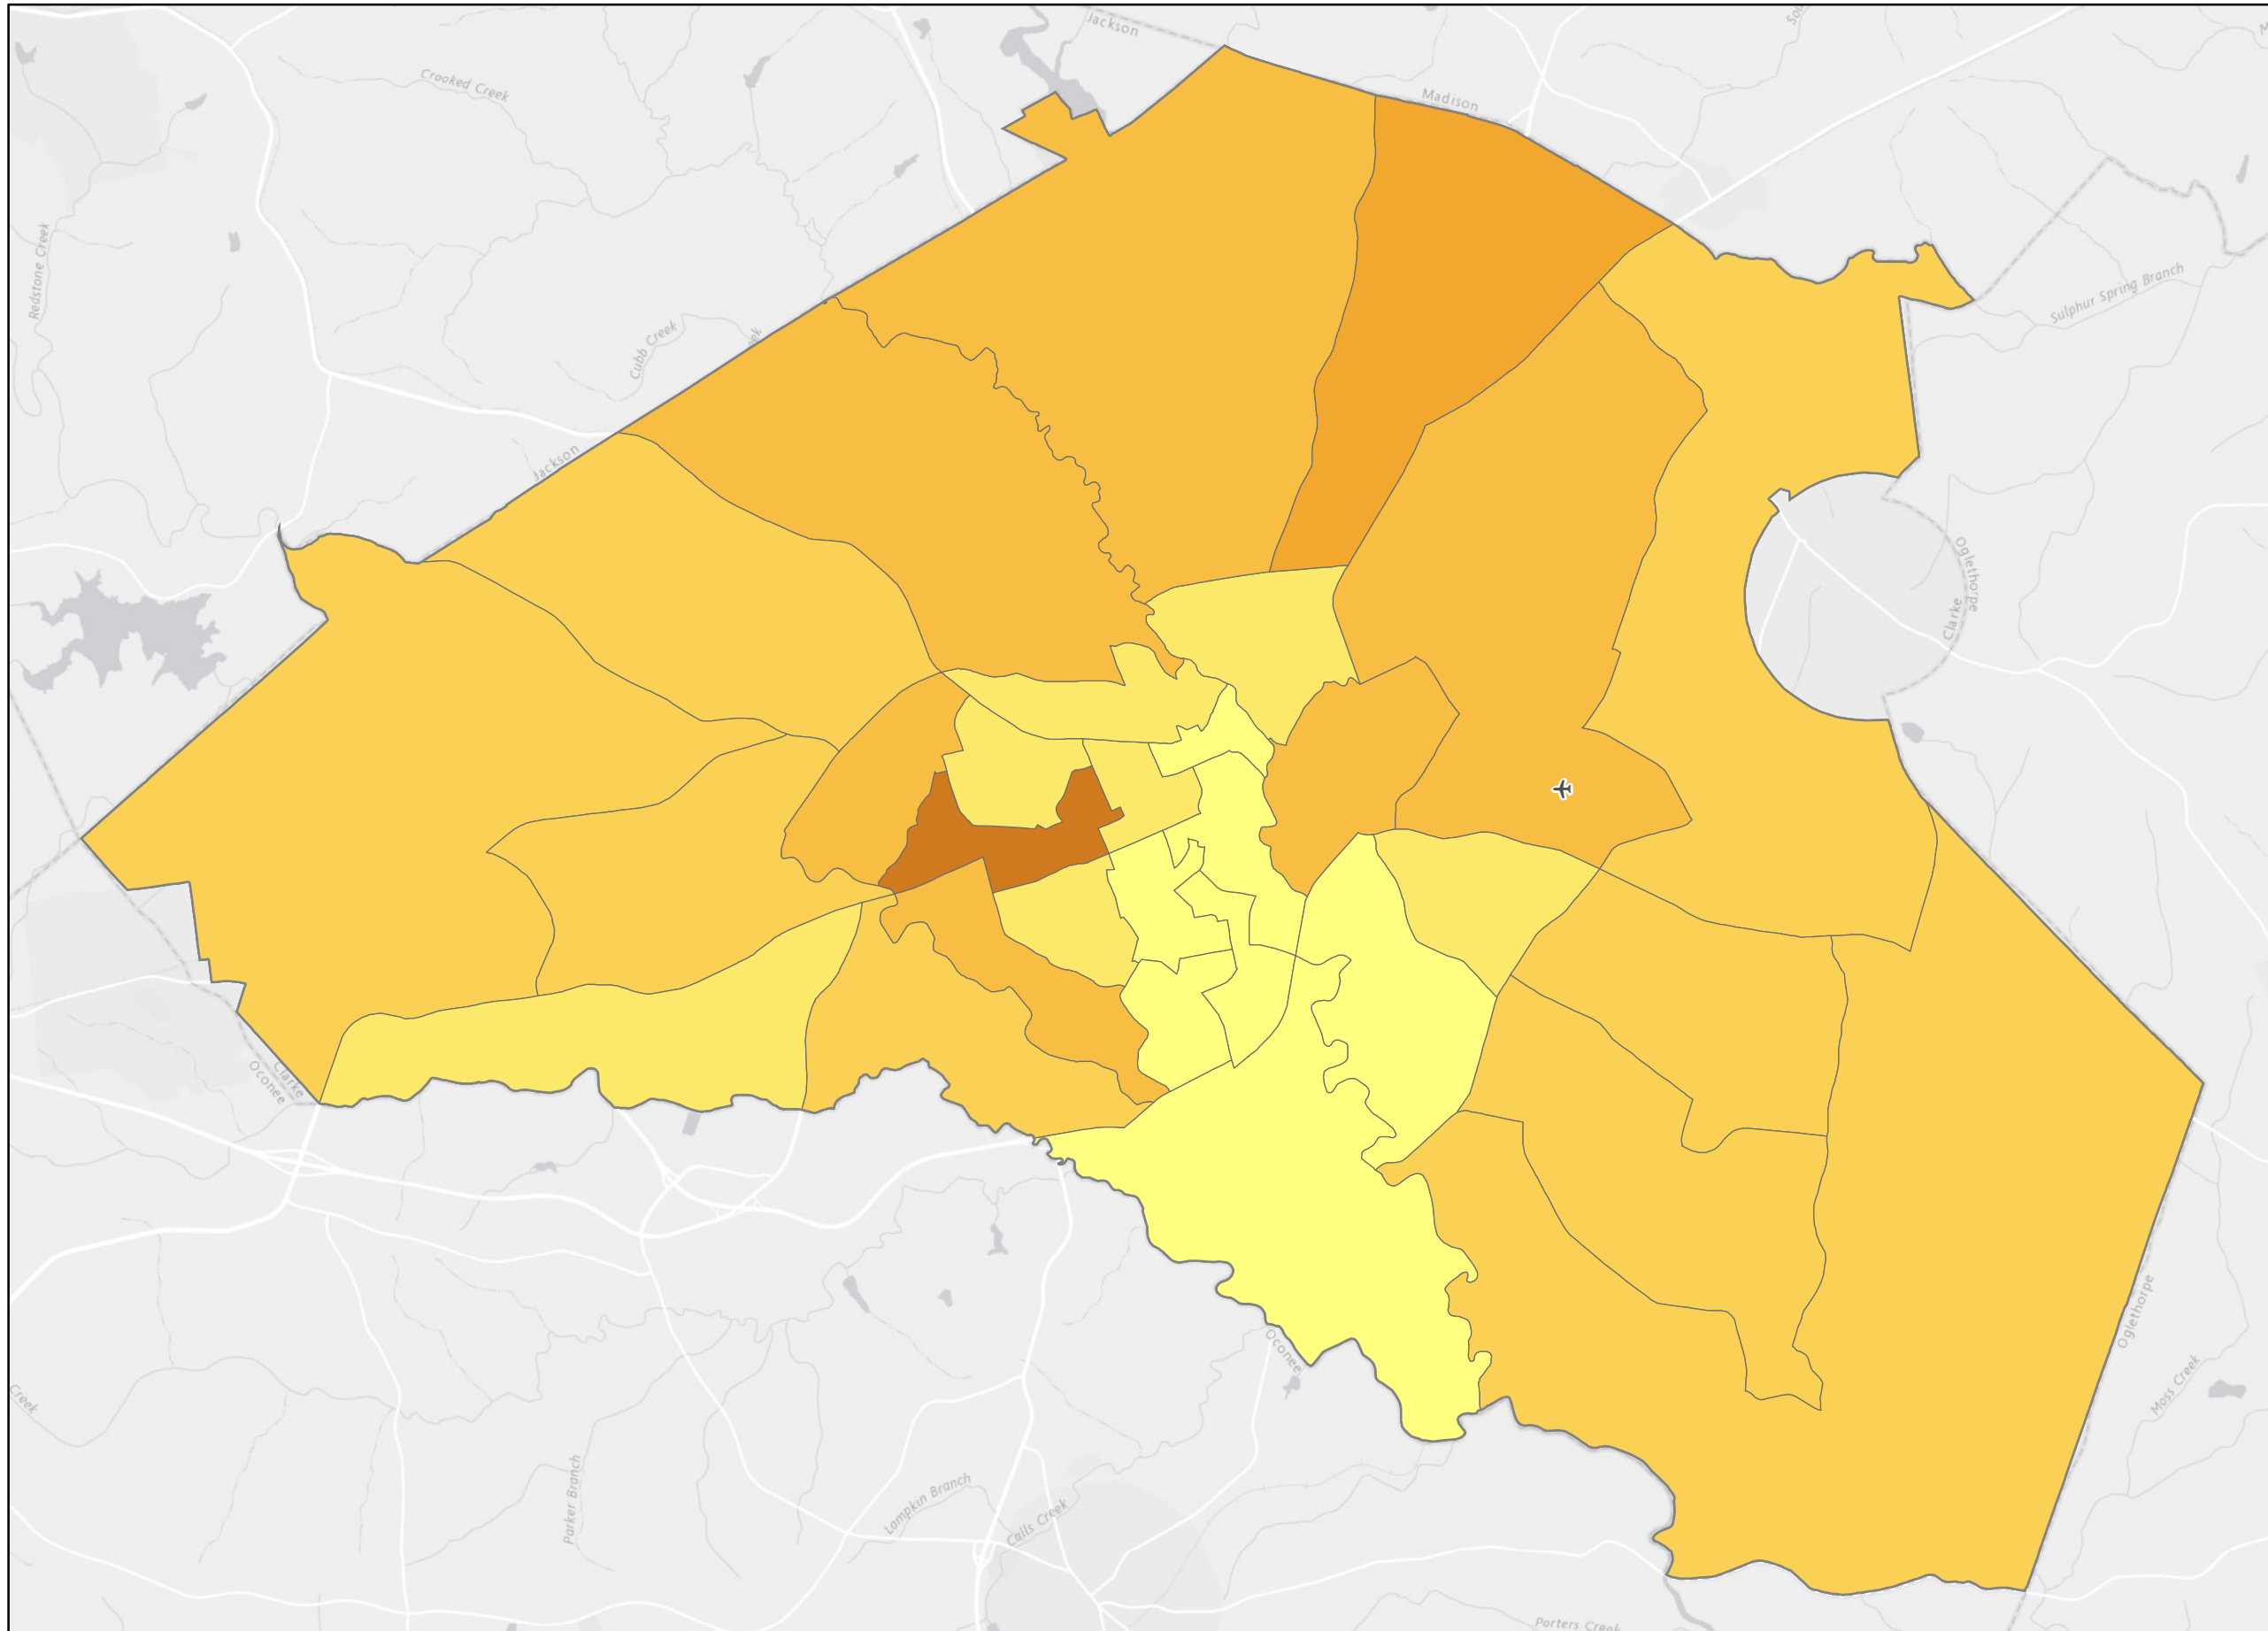 Jackson
Madison
Crooked Creek
Redstone Creek
Sulphur Spring Branch
Cubb Creek
Jackson
Oglethorpe
Clarke
Clarke
Oconee
Oglethorpe
Oconee
Moss Creek
Creek
Parker Branch
Lampkin Branch
Calls Creek
Porters Creek